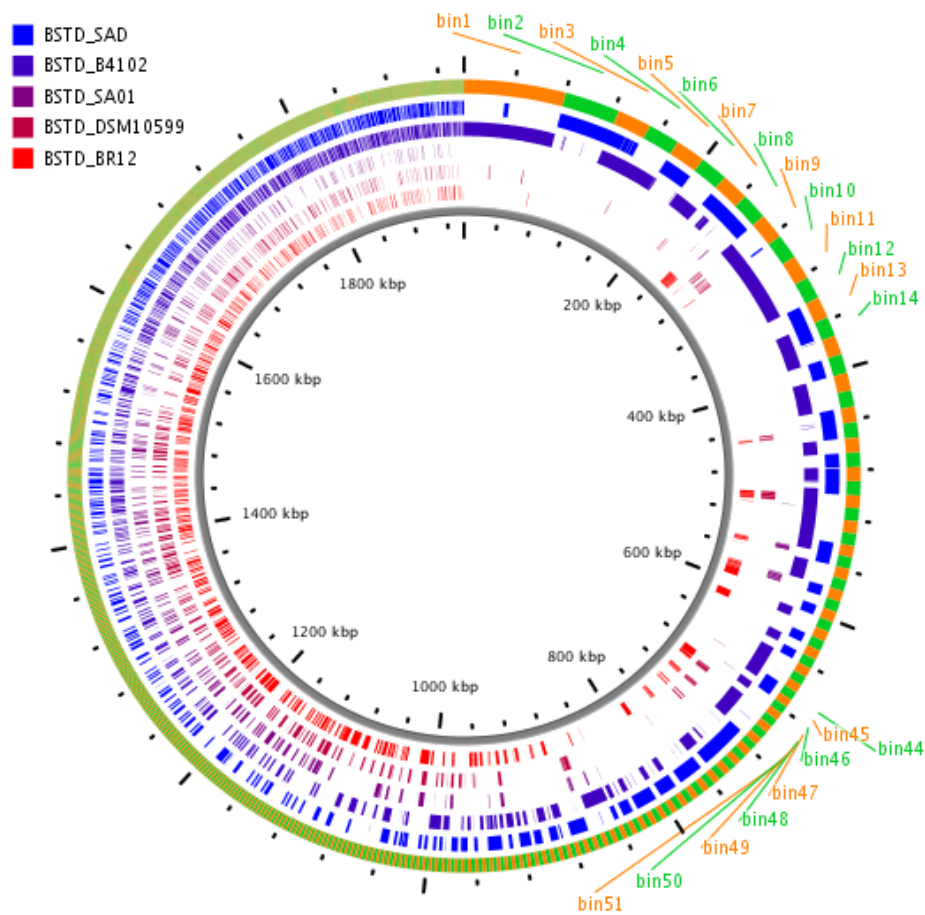 BSTD_SAD
BSTD_B4102
BSTD_SA01
BSTD_DSM10599
BSTD_BR12
bin1
bin2
bin3
bin4
bin5
bin6
bin7
bin8
bin9
bin10
bin11
bin12
bin13
bin14
200 kbp
400 kbp
600 kbp
800 kbp
1000 kbp
1200 kbp
1400 kbp
1600 kbp
1800 kbp
bin44
bin45
bin46
bin47
bin48
bin49
bin50
bin51